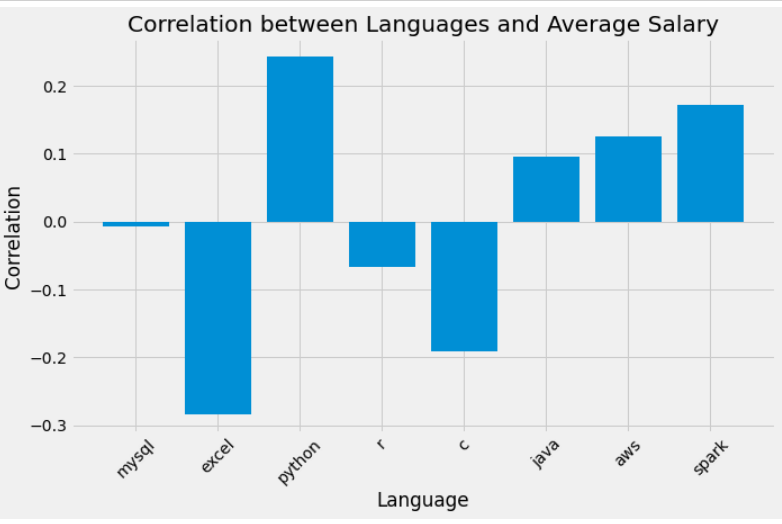 Correlation between Languages and Average Salary
Correlation
0.2
0.1
0.0
−0.1
−0.2
−0.3
mysql excel python r c java aws spark
Language